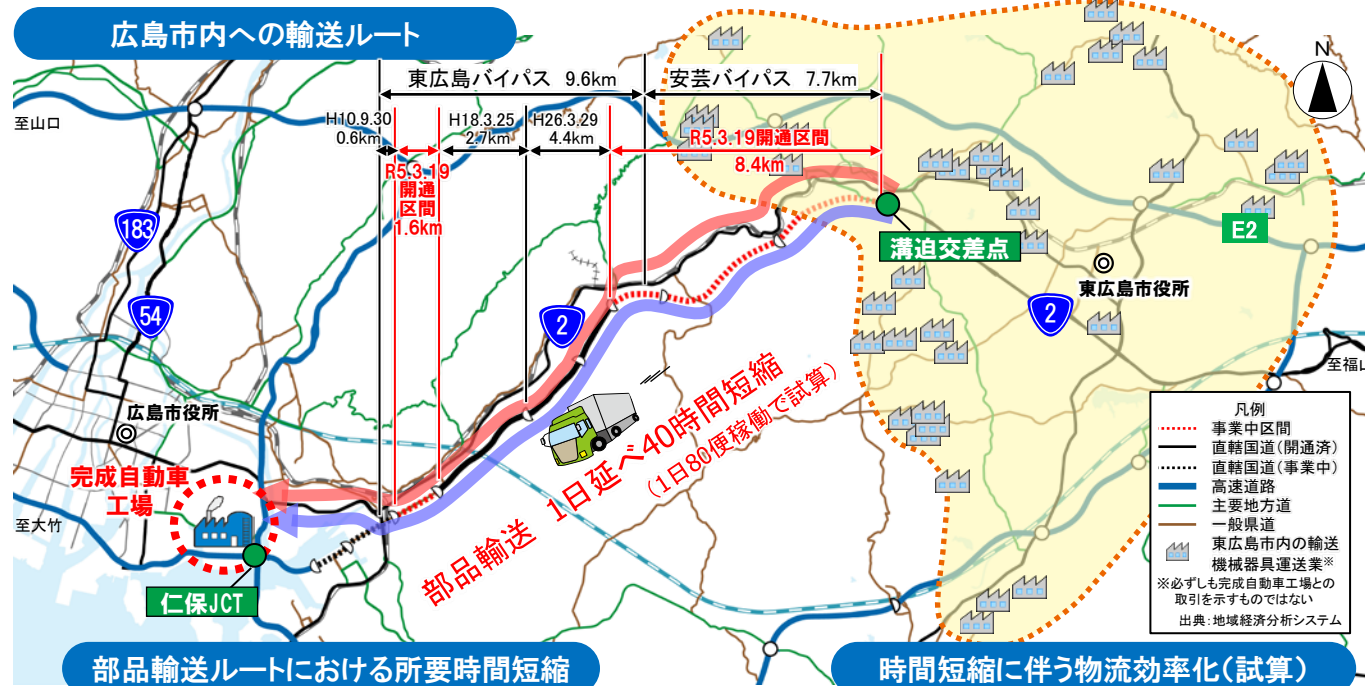 広島市内への輸送ルート
東広島バイパス 9.6km
安芸バイパス 7.7km
H10.9.30
0.6km
R5.3.19
開通
区間
1.6km
H18.3.25
2.7km
H26.3.29
4.4km
R5.3.19開通区間
8.4km
N
至山口
183
54
2
E2
溝迫交差点
東広島市役所
2
至福山
広島市役所
完成自動車
工場
至大竹
仁保JCT
部品輸送 1日延べ40時間短縮
(1日80便稼働で試算)
凡例
事業中区間
直轄国道(開通済)
直轄国道(事業中)
高速道路
主要地方道
一般県道
東広島市内の輸送
機械器具運送業※
※必ずしも完成自動車工場との
取引を示すものではない
出典:地域経済分析システム
部品輸送ルートにおける所要時間短縮
時間短縮に伴う物流効率化(試算)